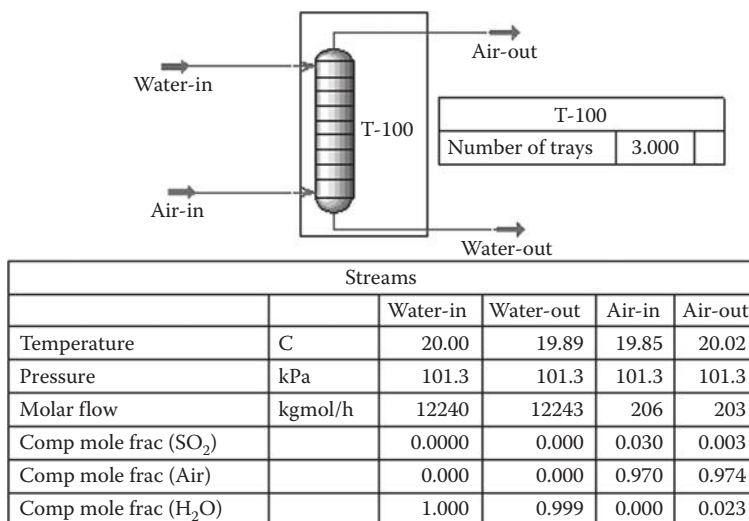 Water-in
Air-out
T-100
T-100
Number of trays 3.000
Air-in
Water-out
Streams
Water-in Water-out Air-in Air-out
Temperature C 20.00 19.89 19.85 20.02
Pressure kPa 101.3 101.3 101.3 101.3
Molar flow kgmol/h 12240 12243 206 203
Comp mole frac (SO₂) 0.0000 0.000 0.030 0.003
Comp mole frac (Air) 0.000 0.000 0.970 0.974
Comp mole frac (H₂O) 1.000 0.999 0.000 0.023